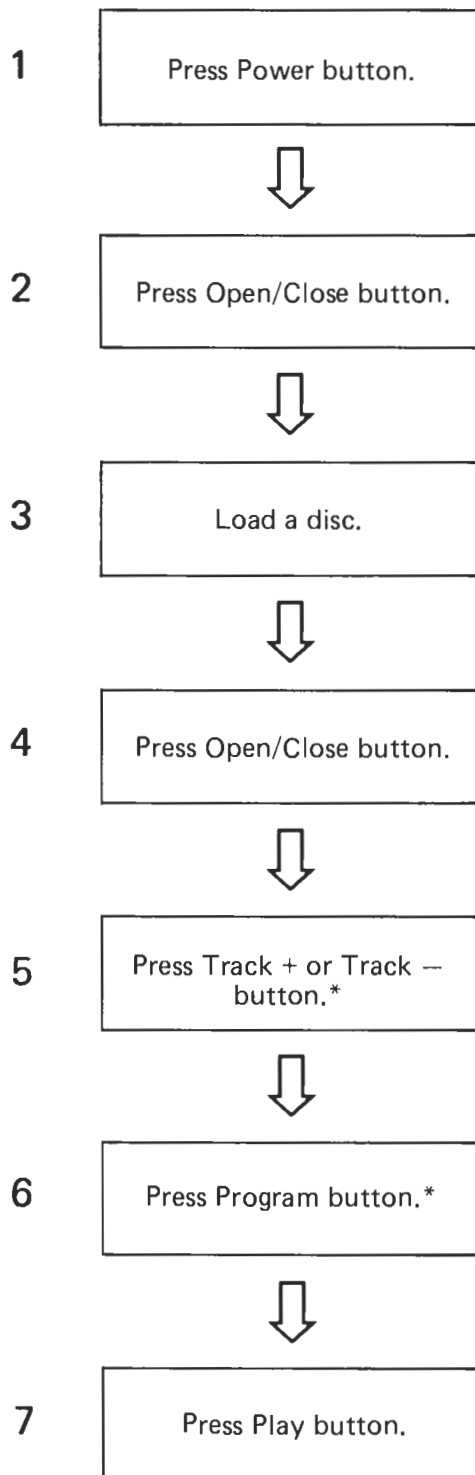 1
Press Power button.
2
Press Open/Close button.
3
Load a disc.
4
Press Open/Close button.
5
Press Track + or Track —
button.*
6
Press Program button.*
7
Press Play button.